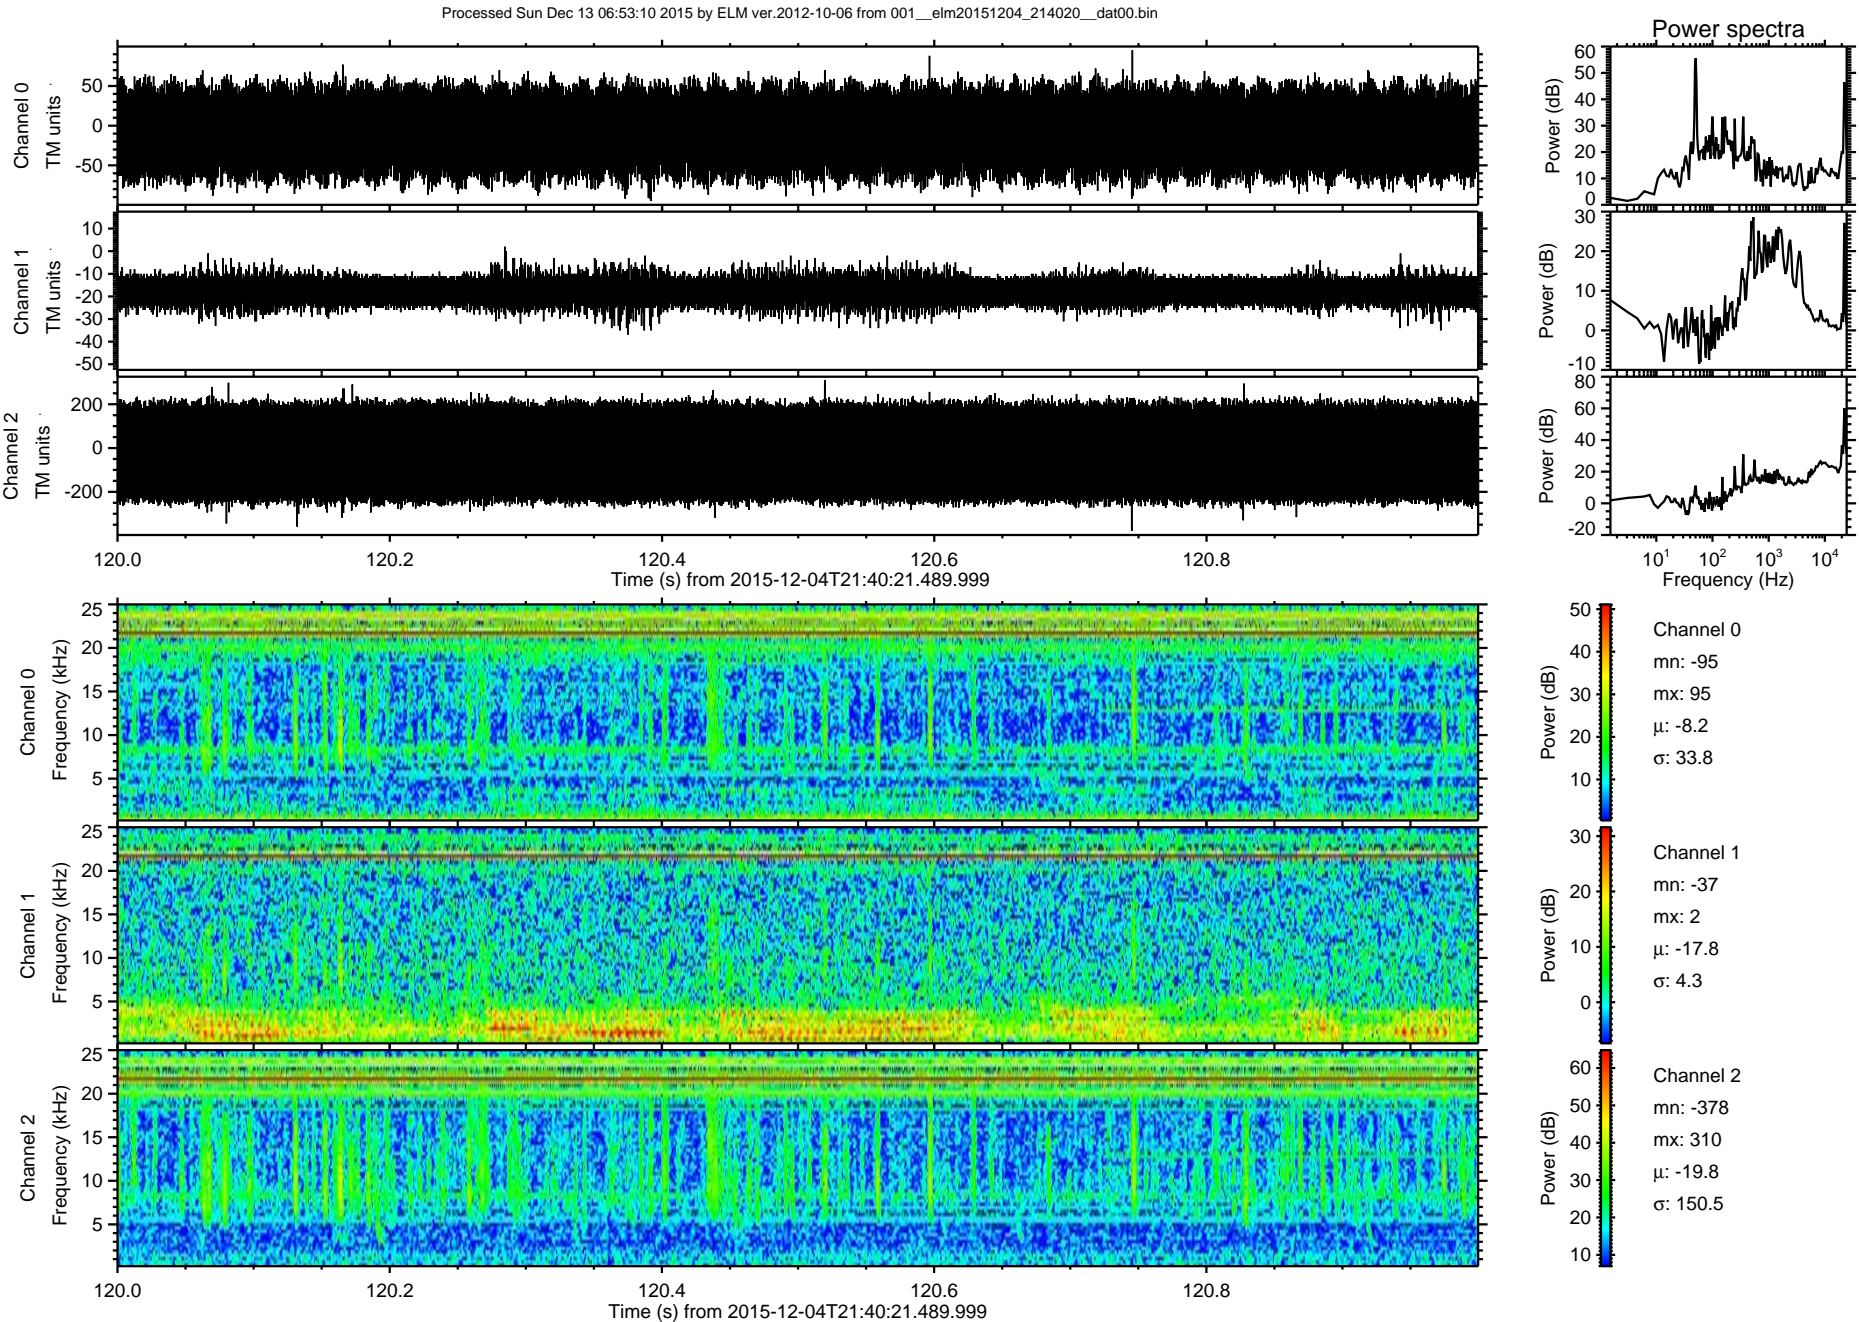 Processed Sun Dec 13 06:53:10 2015 by ELM ver.2012-10-06 from 001__elm20151204_214020__dat00.bin
Power spectra
Channel 0
TM units
50
0
-50
Power (dB)
60
50
40
30
20
10
0
Channel 1
TM units
10
0
-10
-20
-30
-40
-50
Power (dB)
30
20
10
0
-10
Channel 2
TM units
200
0
-200
Power (dB)
80
60
40
20
0
-20
120.0 120.2 120.4 120.6 120.8
Time (s) from 2015-12-04T21:40:21.489.999
10^1 10^2 10^3 10^4
Frequency (Hz)
Channel 0
Frequency (kHz)
25
20
15
10
5
Power (dB)
50
40
30
20
10
Channel 0
mn: -95
mx: 95
μ: -8.2
σ: 33.8
Channel 1
Frequency (kHz)
25
20
15
10
5
Power (dB)
30
20
10
0
Channel 1
mn: -37
mx: 2
μ: -17.8
σ: 4.3
Channel 2
Frequency (kHz)
25
20
15
10
5
Power (dB)
60
50
40
30
20
10
Channel 2
mn: -378
mx: 310
μ: -19.8
σ: 150.5
120.0 120.2 120.4 120.6 120.8
Time (s) from 2015-12-04T21:40:21.489.999